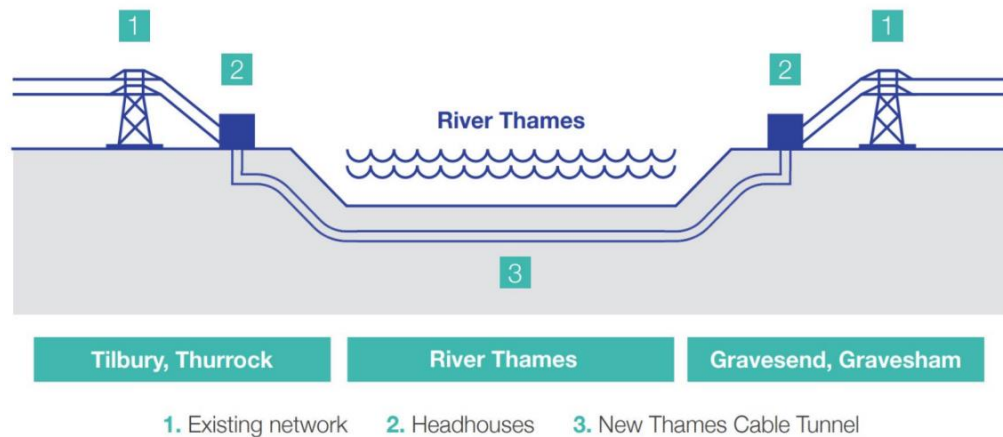 1
1
2
2
River Thames
3
Tilbury, Thurrock
River Thames
Gravesend, Gravesham
1. Existing network 2. Headhouses 3. New Thames Cable Tunnel